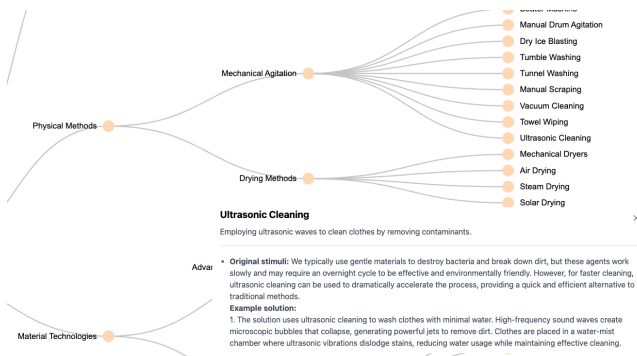 Manual Drum Agitation
Dry Ice Blasting
Tumble Washing
Mechanical Agitation
Tunnel Washing
Manual Scraping
Vacuum Cleaning
Towel Wiping
Physical Methods
Ultrasonic Cleaning
Mechanical Dryers
Air Drying
Drying Methods
Steam Drying
Solar Drying
Ultrasonic Cleaning
Employing ultrasonic waves to clean clothes by removing contaminants.
• Original stimuli: We typically use gentle materials to destroy bacteria and break down dirt, but these agents work
slowly and may require an overnight cycle to be effective and environmentally friendly. However, for faster cleaning,
ultrasonic cleaning can be used to dramatically accelerate the process, providing a quick and efficient alternative to
traditional methods.
Example solution:
1. The solution uses ultrasonic cleaning to wash clothes with minimal water. High-frequency sound waves create
microscopic bubbles that collapse, generating powerful jets to remove dirt. Clothes are placed in a water-mist
chamber where ultrasonic vibrations dislodge stains, reducing water usage while maintaining effective cleaning.
Material Technologies